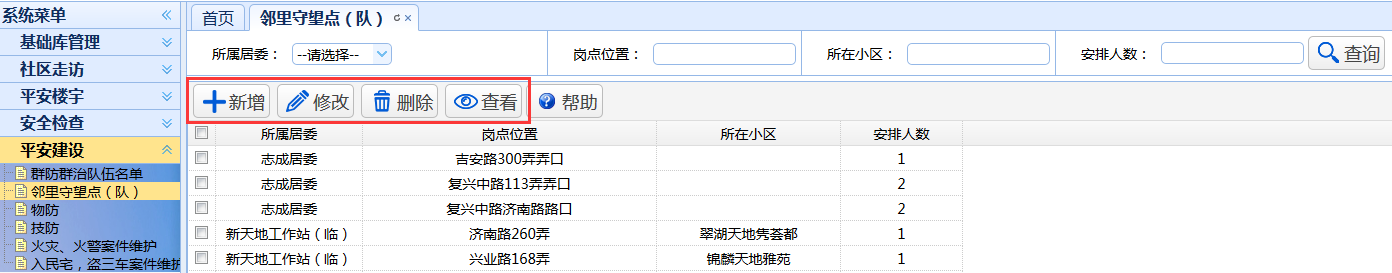 系统菜单
基础库管理
社区走访
平安楼宇
安全检查
平安建设
群防群治队伍名单
邻里守望点（队）
物防
技防
火灾、火警案件维护
入民宅，盗三车案件维护
首页 邻里守望点（队）
所属居委： --请选择-- 岗点位置： 所在小区： 安排人数： 查询
新增 修改 删除 查看 帮助
所属居委 岗点位置 所在小区 安排人数
志成居委 吉安路300弄弄口 1
志成居委 复兴中路113弄弄口 2
志成居委 复兴中路济南路路口 2
新天地工作站（临） 济南路260弄 翠湖天地隽荟都 1
新天地工作站（临） 兴业路168弄 锦麟天地雅苑 1